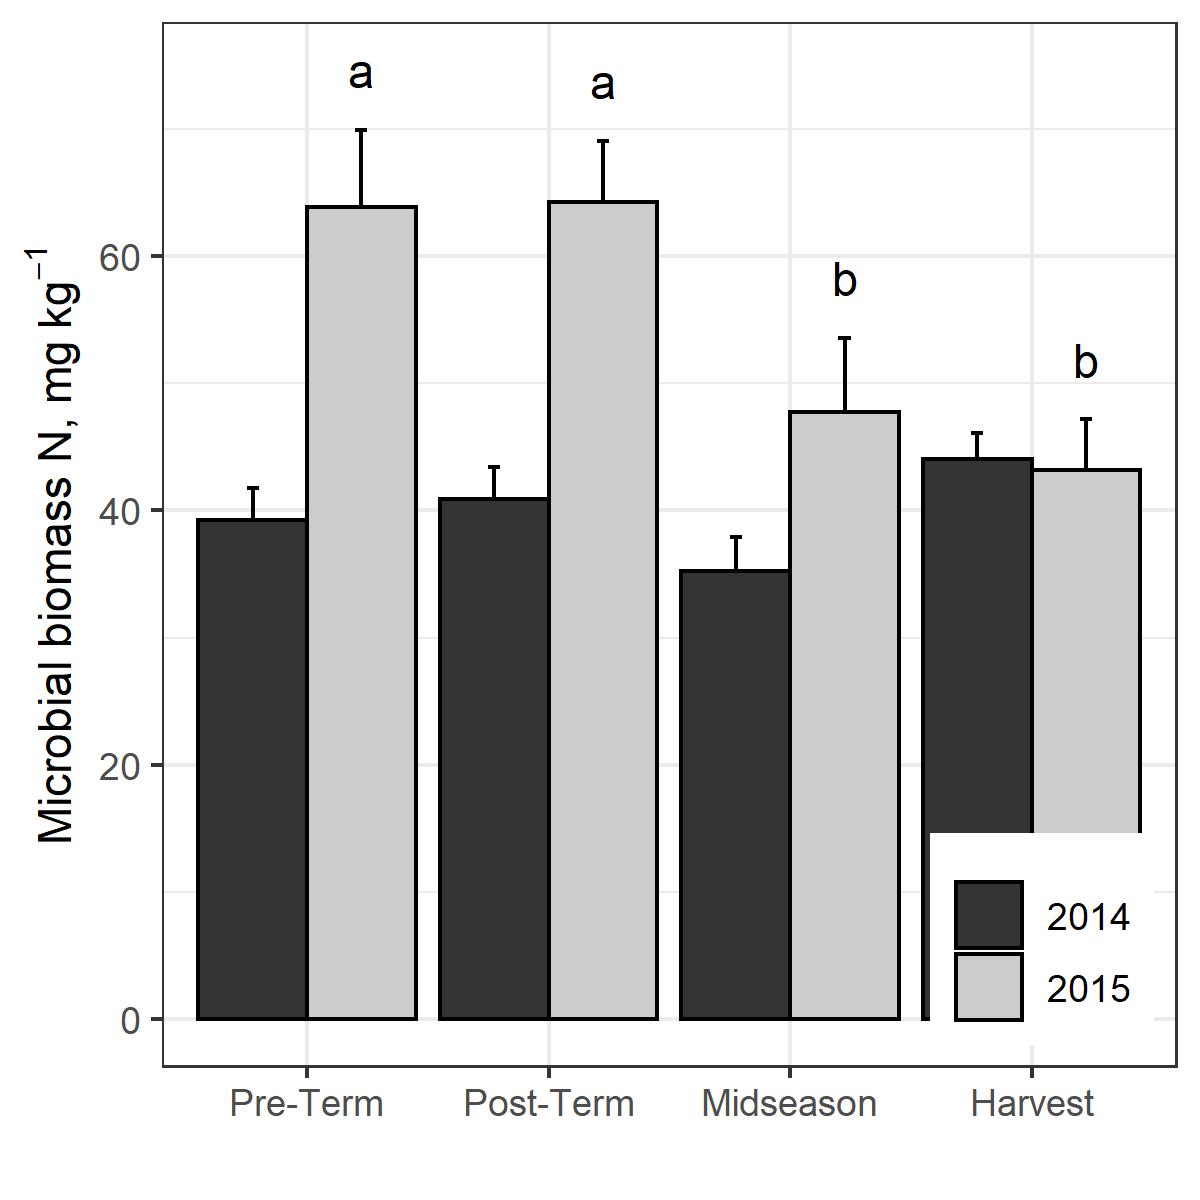 a
a
b
b
Microbial biomass N, mg kg⁻¹
60
40
20
0
2014
2015
Pre-Term Post-Term Midseason Harvest